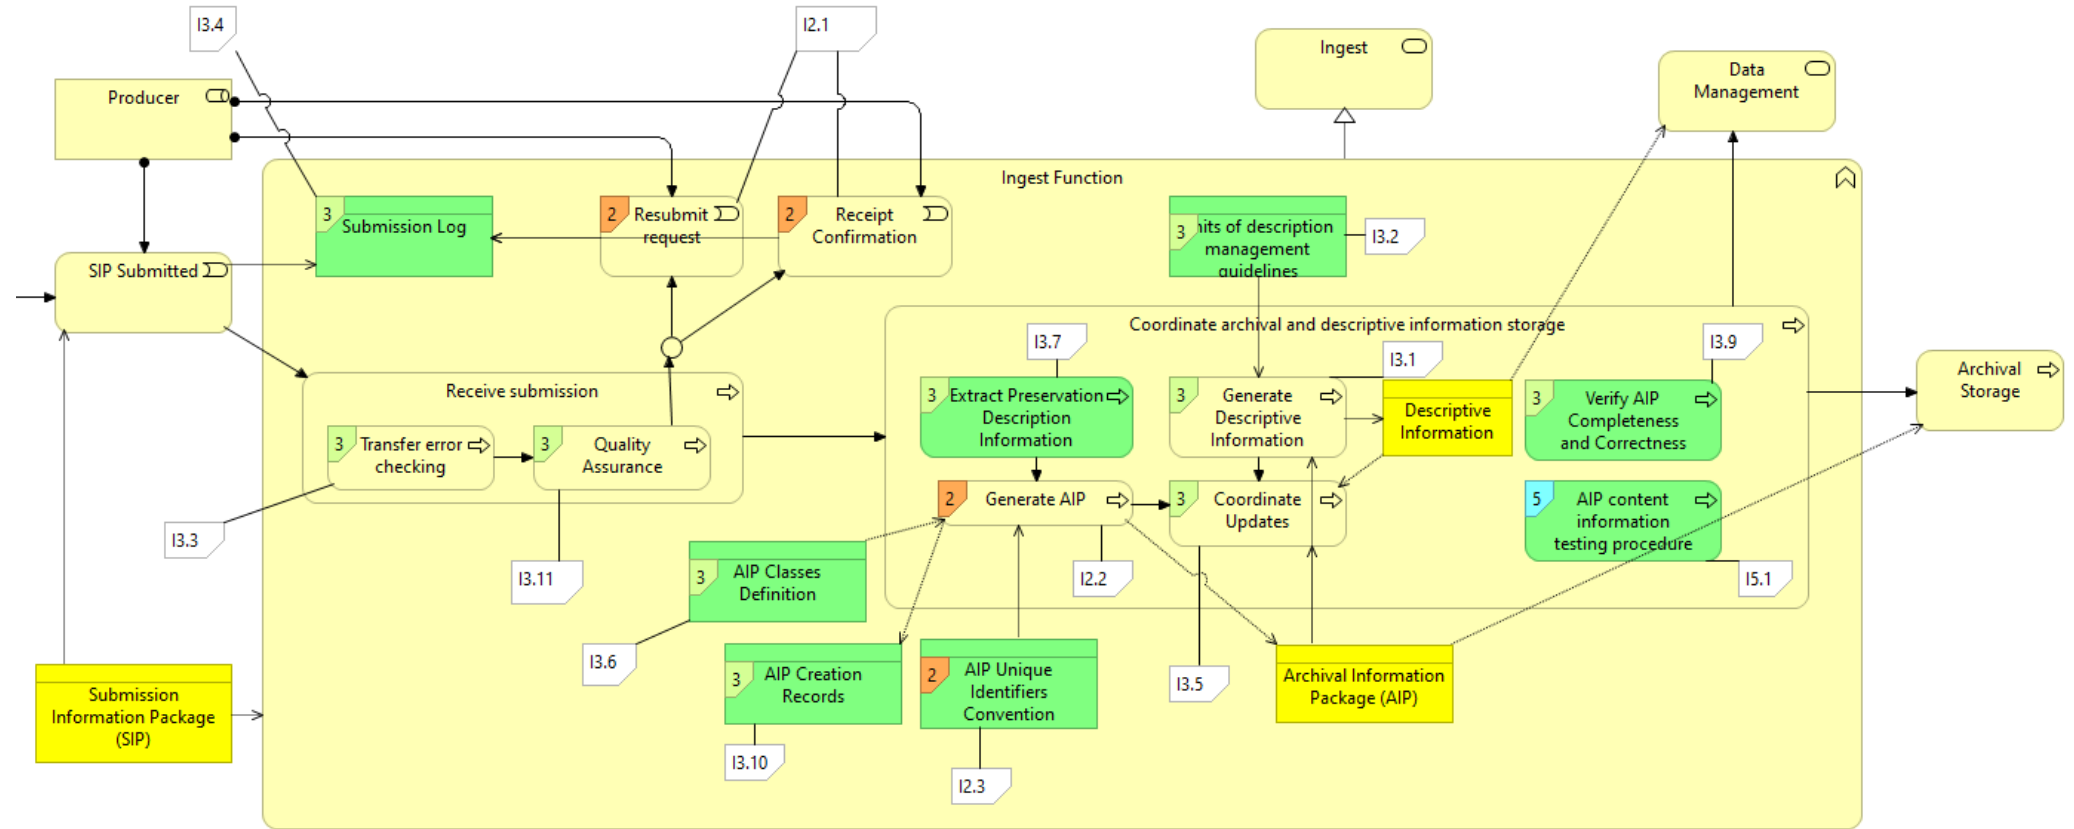 I3.4
I2.1
Ingest
Data
Management
Producer
Ingest Function
3
Submission Log
2
Resubmit
request
2
Receipt
Confirmation
3
of description
management
guidelines
I3.2
SIP Submitted
Coordinate archival and descriptive information storage
I3.7
I3.1
I3.9
Archival
Storage
Receive submission
3
Extract Preservation
Description
Information
3
Generate
Descriptive
Information
Descriptive
Information
3
Verify AIP
Completeness
and Correctness
3
Transfer error
checking
3
Quality
Assurance
2
Generate AIP
3
Coordinate
Updates
5
AIP content
information
testing procedure
I3.3
I3.11
I2.2
I5.1
3
AIP Classes
Definition
I3.6
3
AIP Creation
Records
2
AIP Unique
Identifiers
Convention
I3.5
Archival Information
Package (AIP)
Submission
Information Package
(SIP)
I3.10
I2.3